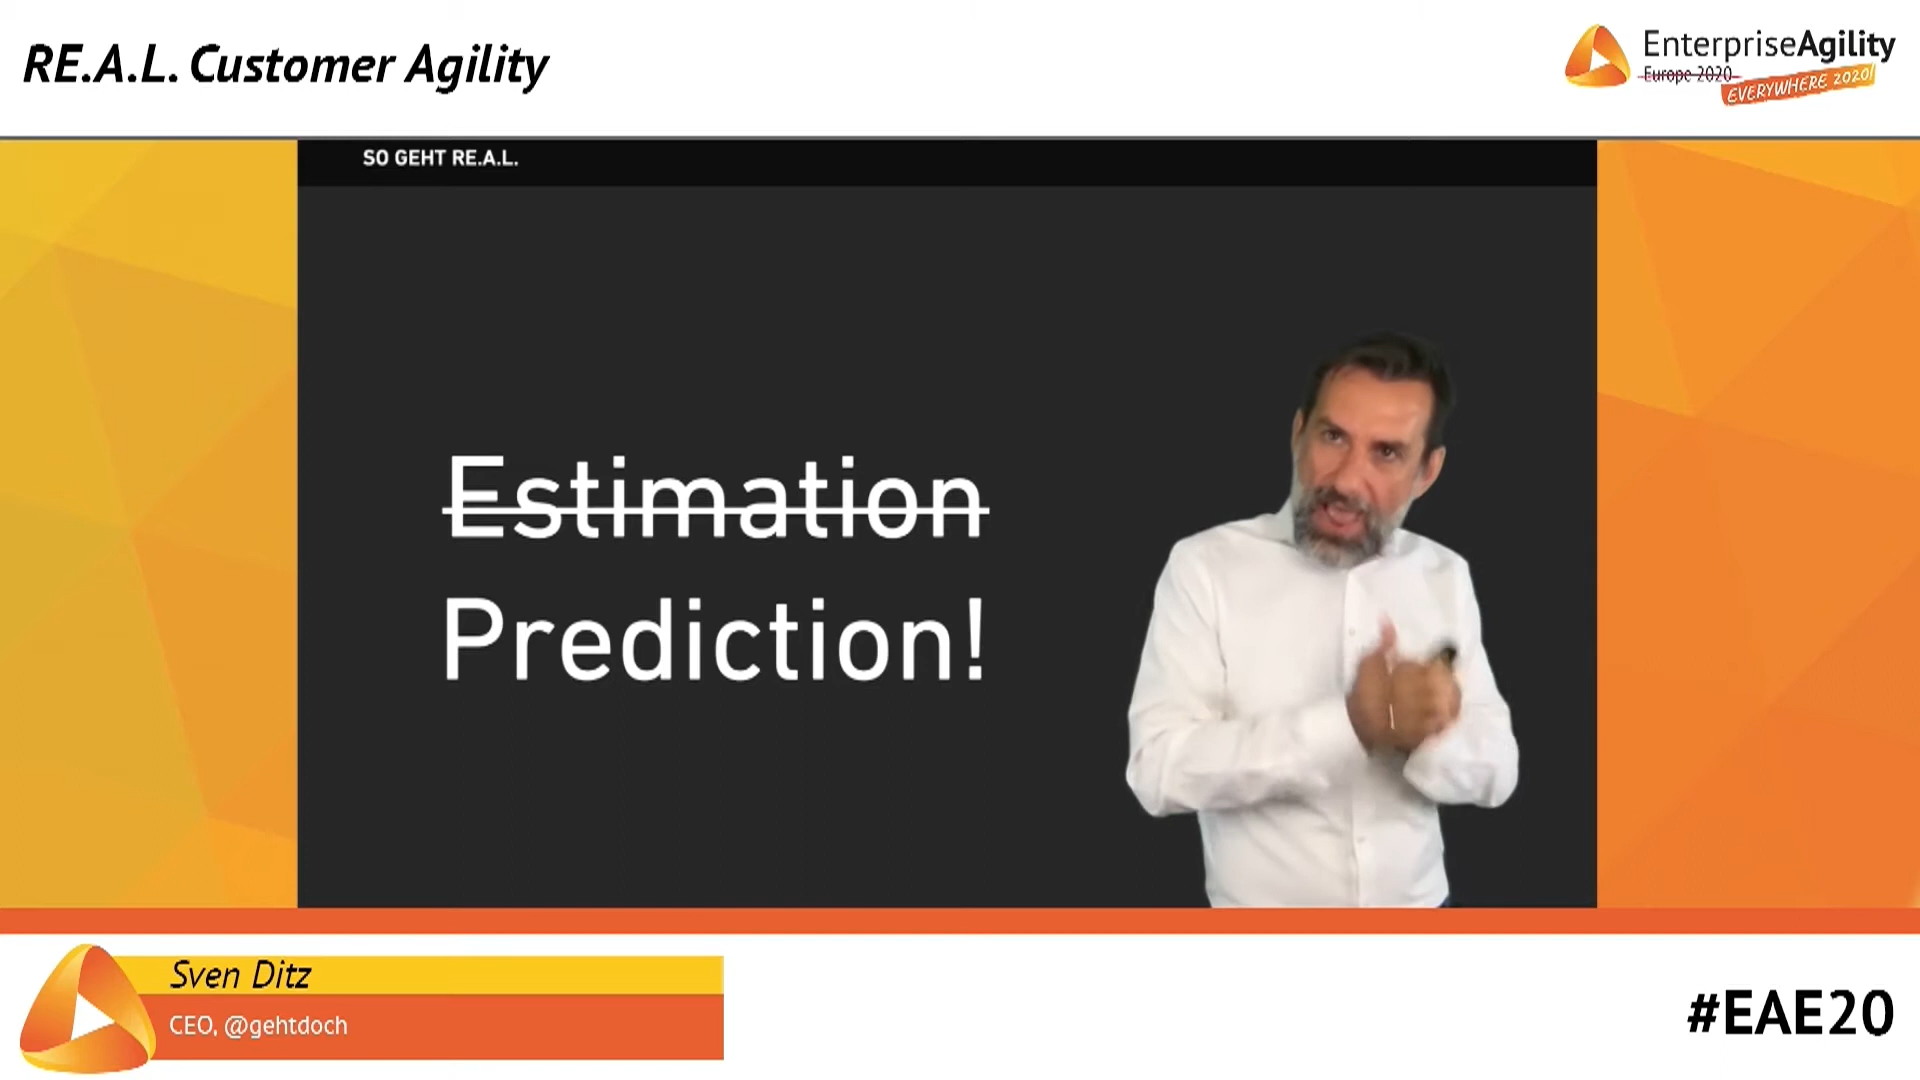 RE.A.L. Customer Agility
EnterpriseAgility
Europe 2020
EVERYWHERE 2020!
SO GEHT RE.A.L.
Estimation
Prediction!
Sven Ditz
CEO, @gehtdoch
#EAE20